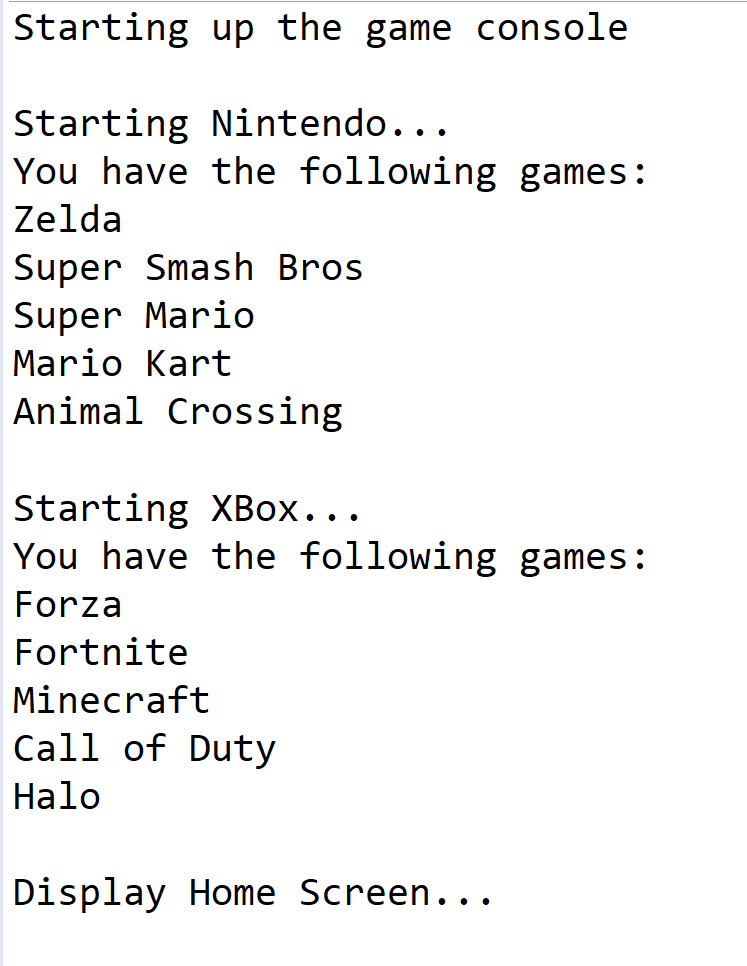 Starting up the game console
Starting Nintendo...
You have the following games:
Zelda
Super Smash Bros
Super Mario
Mario Kart
Animal Crossing
Starting XBox...
You have the following games:
Forza
Fortnite
Minecraft
Call of Duty
Halo
Display Home Screen...